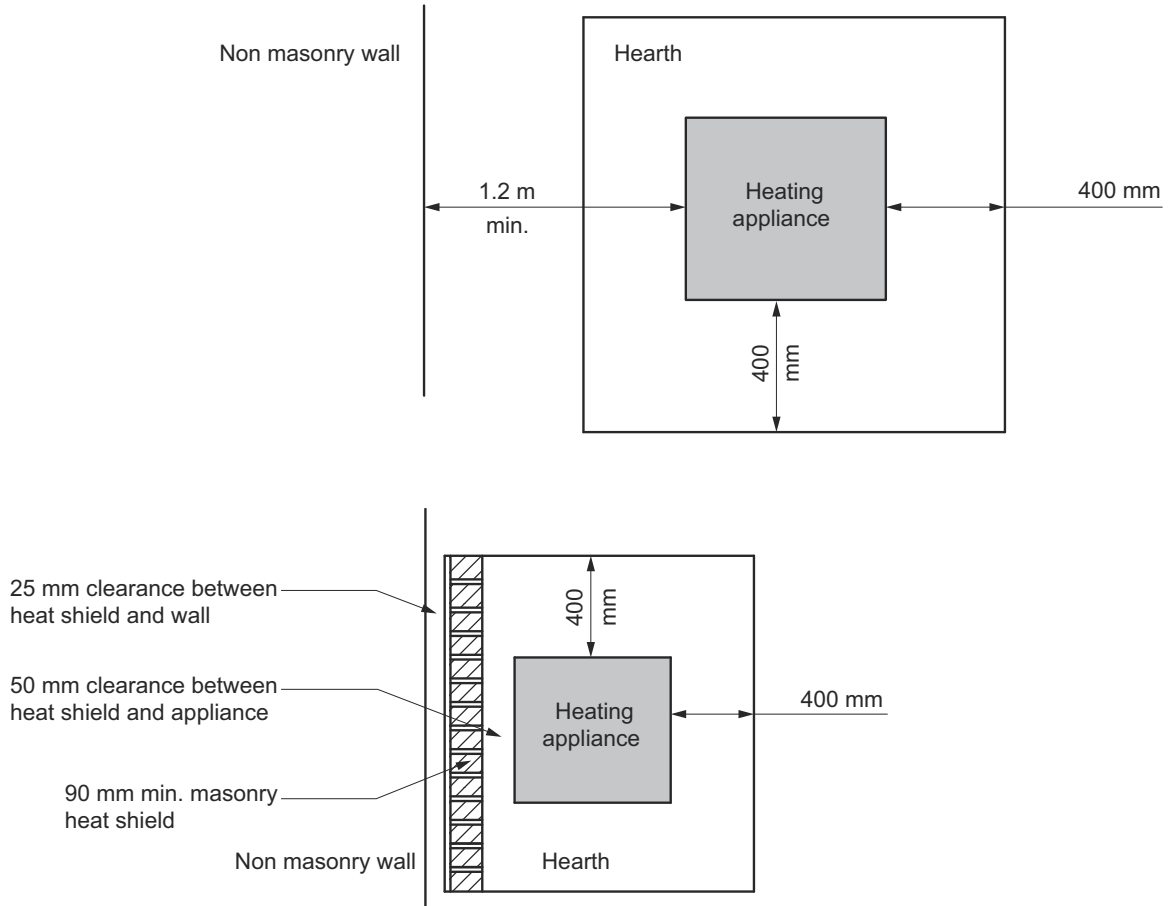 Non masonry wall
Hearth
1.2 m
min.
Heating
appliance
400 mm
400
mm
25 mm clearance between
heat shield and wall
400
mm
50 mm clearance between
heat shield and appliance
Heating
appliance
400 mm
90 mm min. masonry
heat shield
Non masonry wall
Hearth